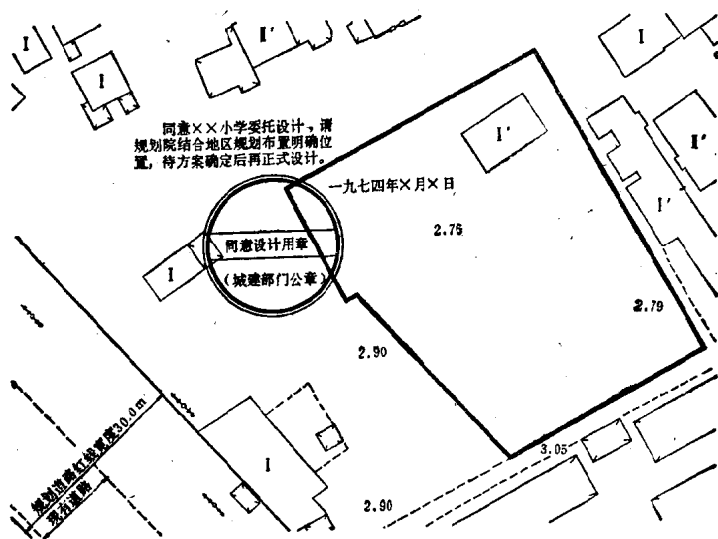 I
I
I'
I
I'
I"
I'
同意××小学委托设计，请
规划院结合地区规划布置明确位
置，待方案确定后再正式设计。
一九七四年×月×日
同意设计用章
（城建部门公章）
I
2.75
2.79
2.90
3.05
I
2.90
规划道路红线宽度30.0m
现有道路